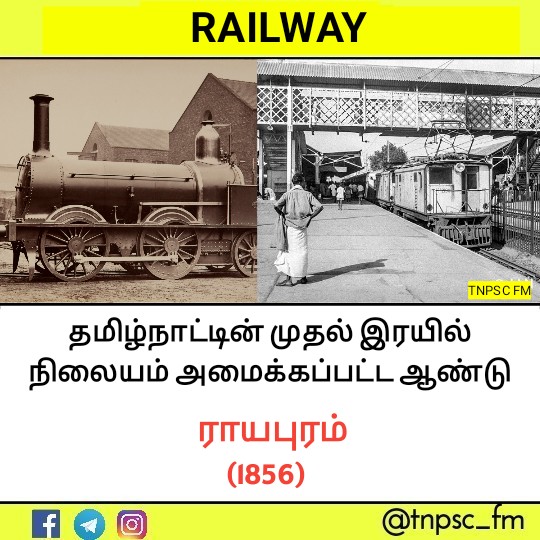 RAILWAY
TNPSC FM
தமிழ்நாட்டின் முதல் இரயில்
நிலையம் அமைக்கப்பட்ட ஆண்டு
ராயபுரம்
(1856)
@tnpsc_fm